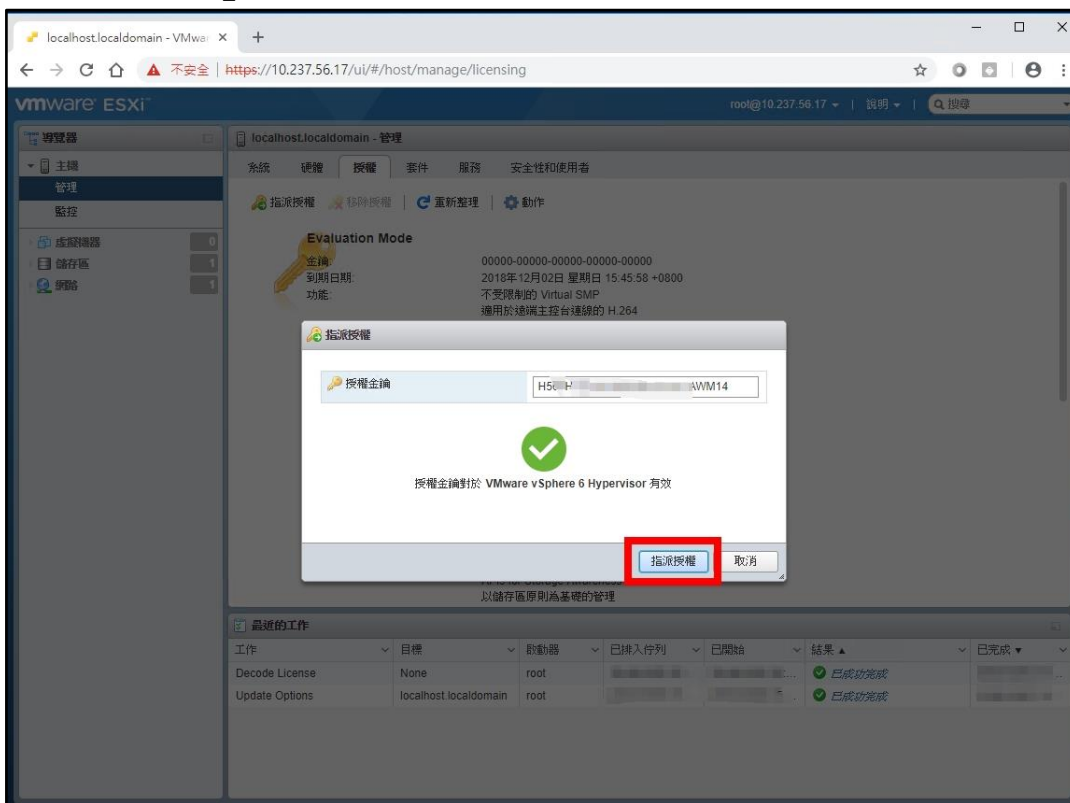 localhost.localdomain - VMwar
不安全 | https://10.237.56.17/ui/#/host/manage/licensing
vmware ESXi™ root@10.237.56.17 | 說明 | 搜尋
導覽器
localhost.localdomain - 管理
主機
管理
監控
虛擬機器 0
儲存區 1
網路 1
系統 硬體 授權 套件 服務 安全性和使用者
指派授權 移除授權 | 重新整理 | 動作
Evaluation Mode
金鑰: 00000-00000-00000-00000-00000
到期日期: 2018年12月02日 星期日 15:45:58 +0800
功能: 不受限制的 Virtual SMP
適用於遠端主控台連線的 H.264
指派授權
授權金鑰 H50 H AWM14
授權金鑰對於 VMware vSphere 6 Hypervisor 有效
指派授權 取消
以儲存區原則為基礎的管理
最近的工作
工作 目標 啟動器 已排入佇列 已開始 結果 ▲ 已完成 ▼
Decode License None root 已成功完成
Update Options localhost.localdomain root 已成功完成